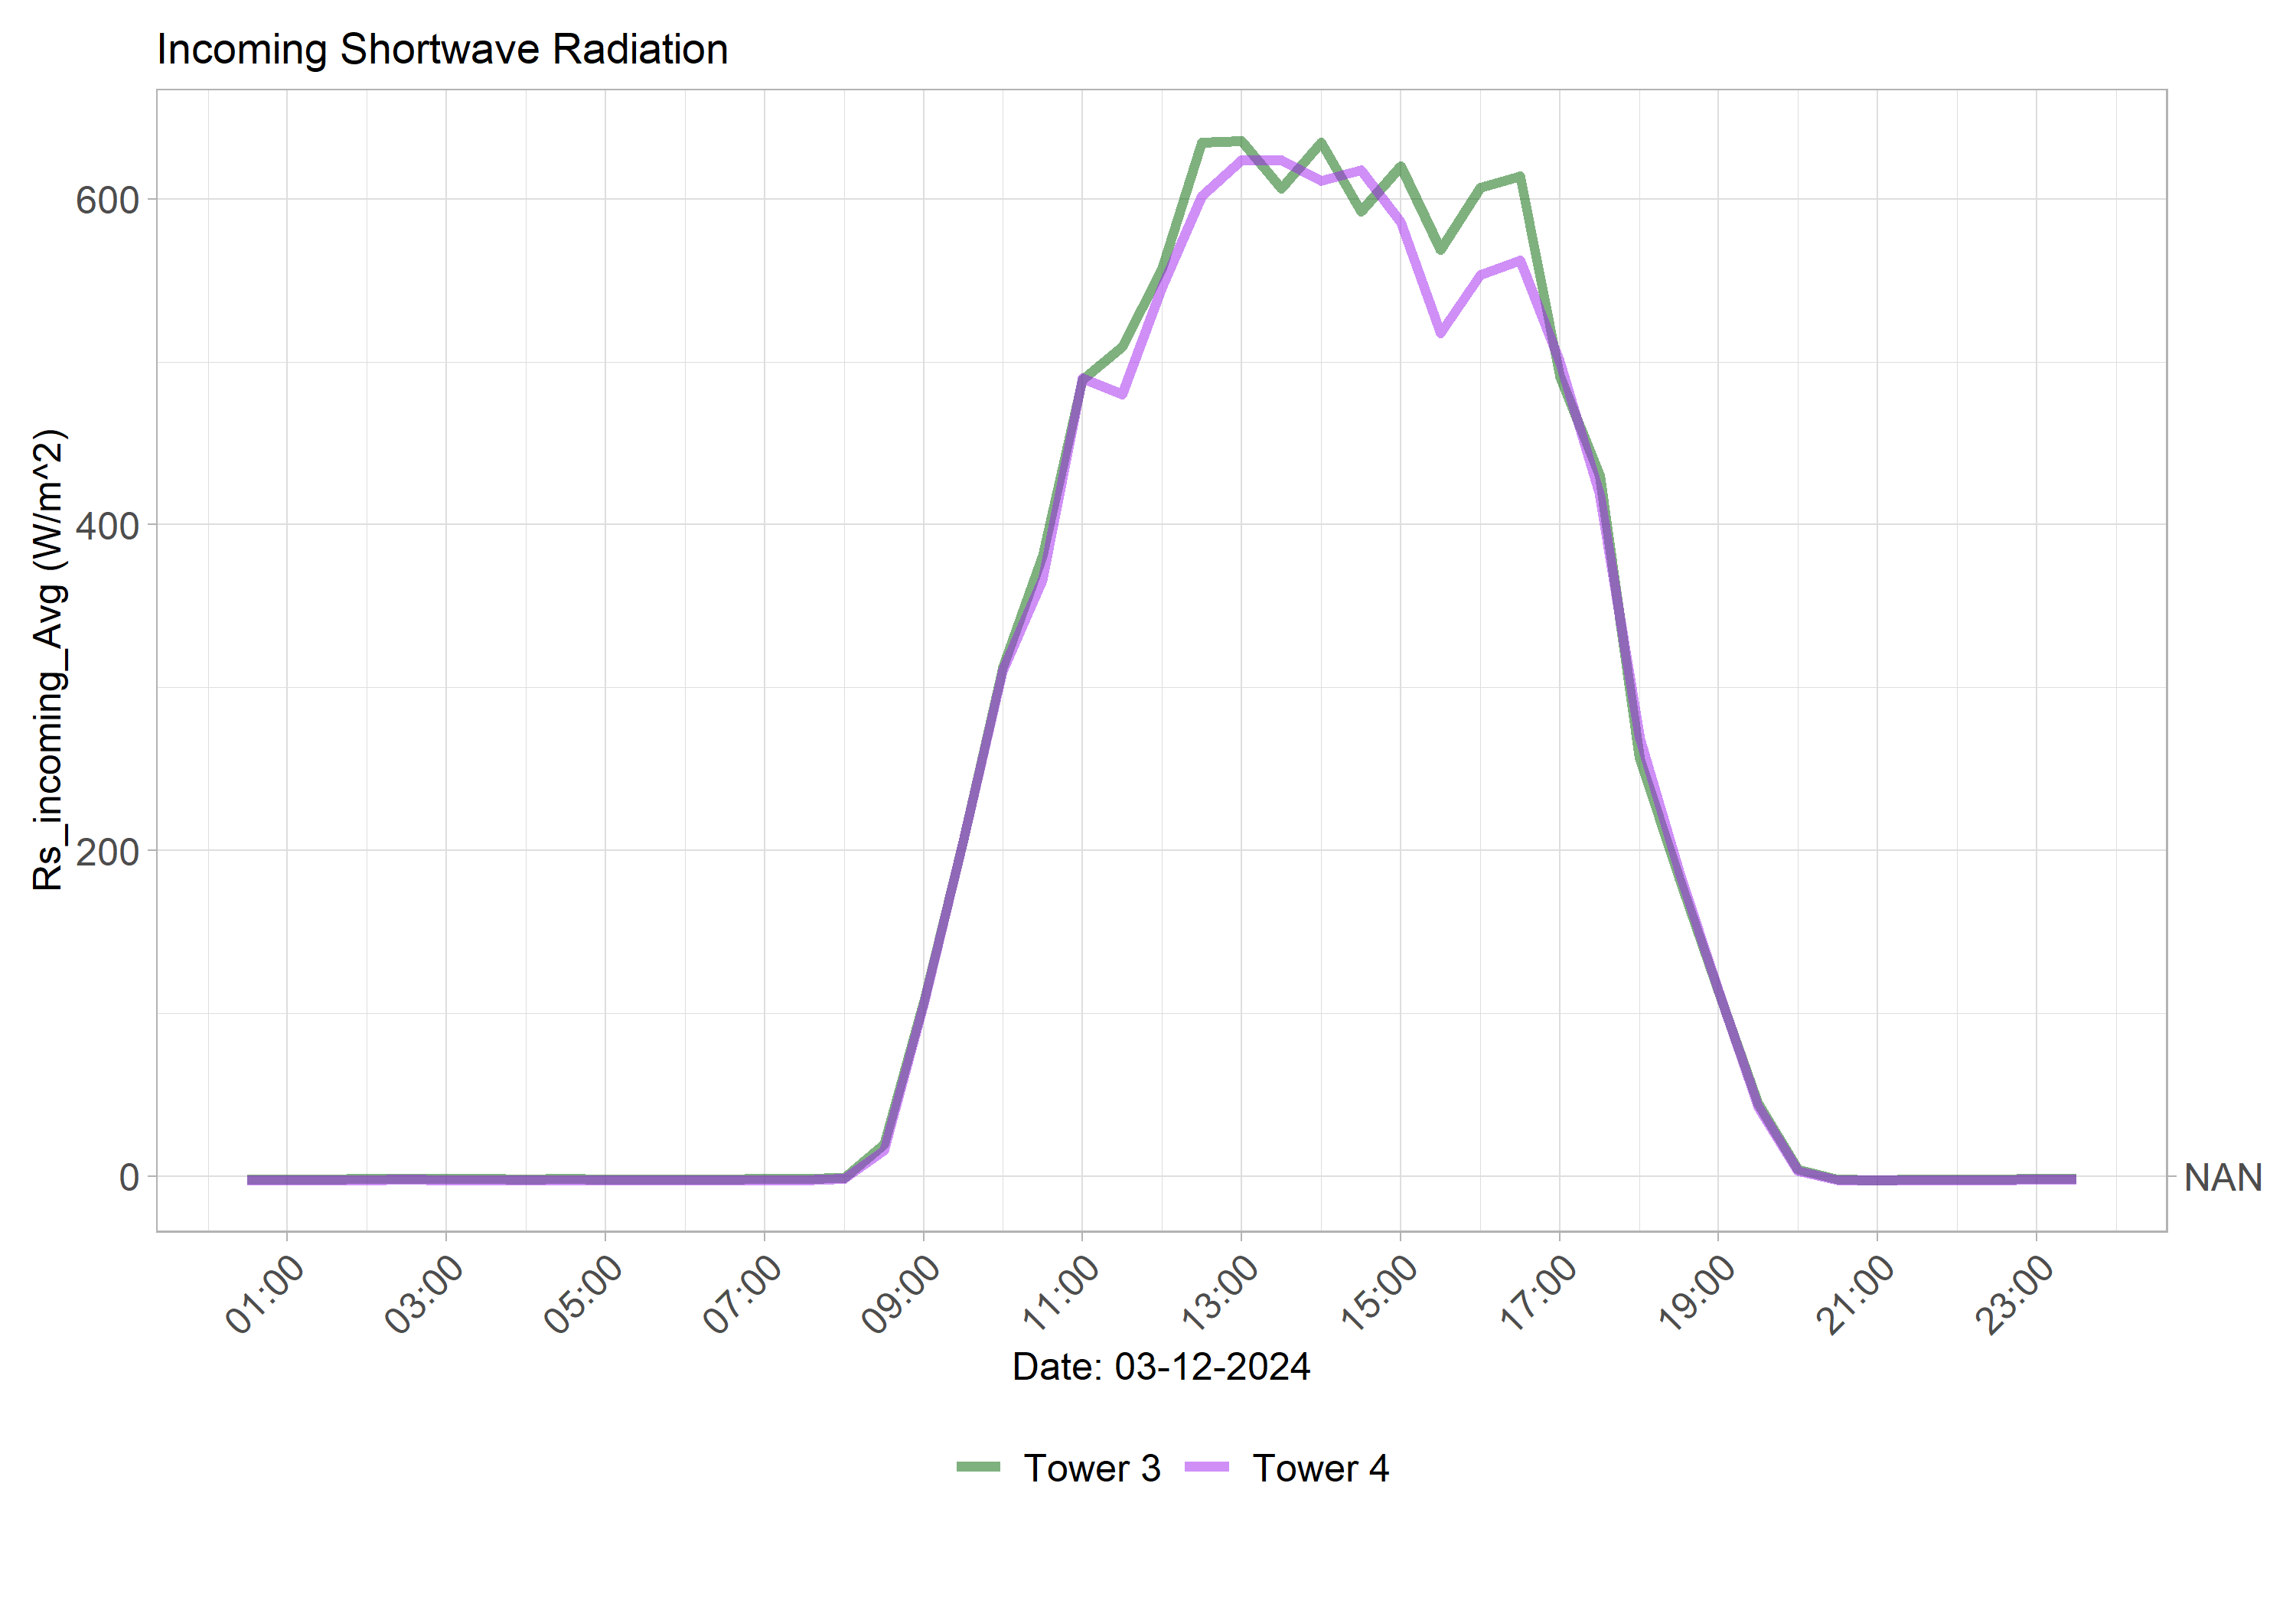 Incoming Shortwave Radiation
Rs_incoming_Avg (W/m^2)
600
400
200
0
NAN
01:00 03:00 05:00 07:00 09:00 11:00 13:00 15:00 17:00 19:00 21:00 23:00
Date: 03-12-2024
Tower 3 Tower 4